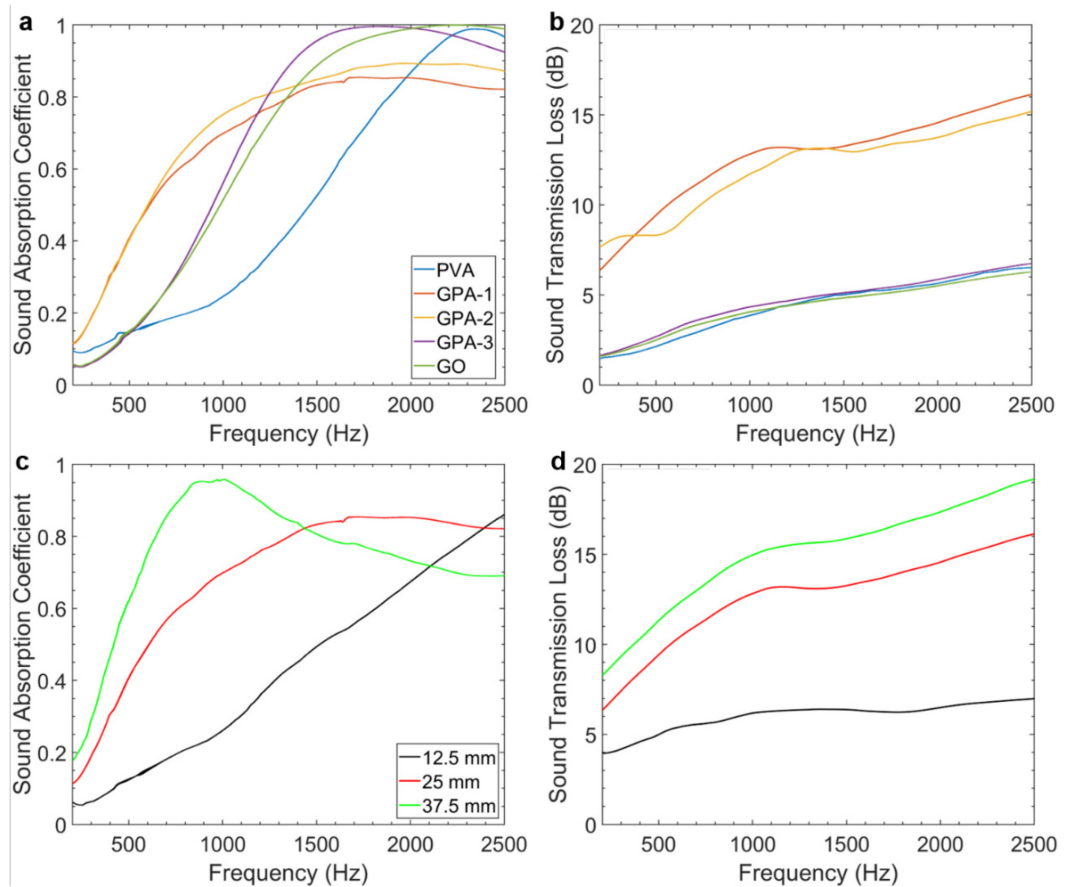 a
Sound Absorption Coefficient
1
0.8
0.6
0.4
0.2
0
500 1000 1500 2000 2500
Frequency (Hz)
PVA
GPA-1
GPA-2
GPA-3
GO
b
Sound Transmission Loss (dB)
20
15
10
5
0
500 1000 1500 2000 2500
Frequency (Hz)
c
Sound Absorption Coefficient
1
0.8
0.6
0.4
0.2
0
500 1000 1500 2000 2500
Frequency (Hz)
12.5 mm
25 mm
37.5 mm
d
Sound Transmission Loss (dB)
20
15
10
5
0
500 1000 1500 2000 2500
Frequency (Hz)